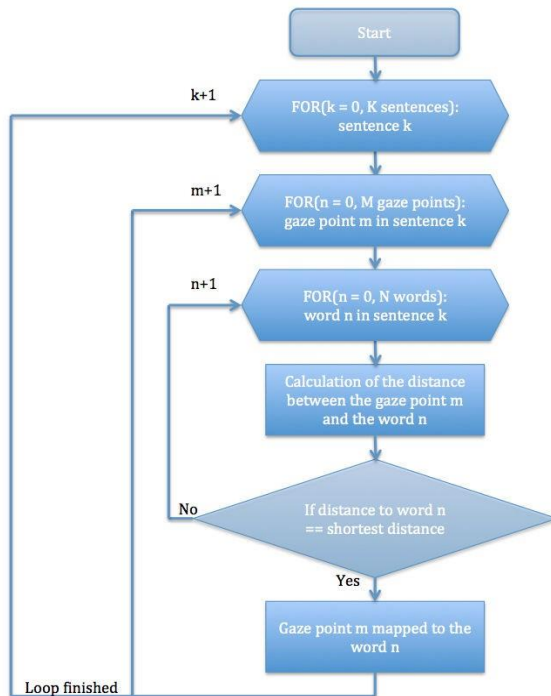 Start
k+1
FOR(k = 0, K sentences):
sentence k
m+1
FOR(n = 0, M gaze points):
gaze point m in sentence k
n+1
FOR(n = 0, N words):
word n in sentence k
Calculation of the distance
between the gaze point m
and the word n
No
If distance to word n
== shortest distance
Yes
Gaze point m mapped to the
word n
Loop finished